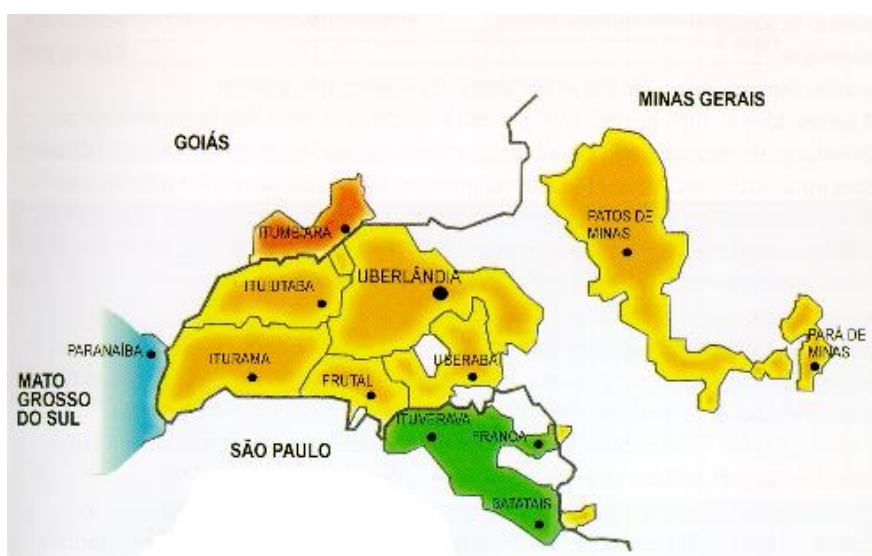 MINAS GERAIS
GOIÁS
PATOS DE
MINAS
ITUMBIARA
UBERLÂNDIA
ITUIUTABA
PARANAÍBA
ITURAMA
UBERABA
PARÁ DE
MINAS
FRUTAL
MATO
GROSSO
DO SUL
ITUVERAVA
FRANCA
SÃO PAULO
BATATAIS